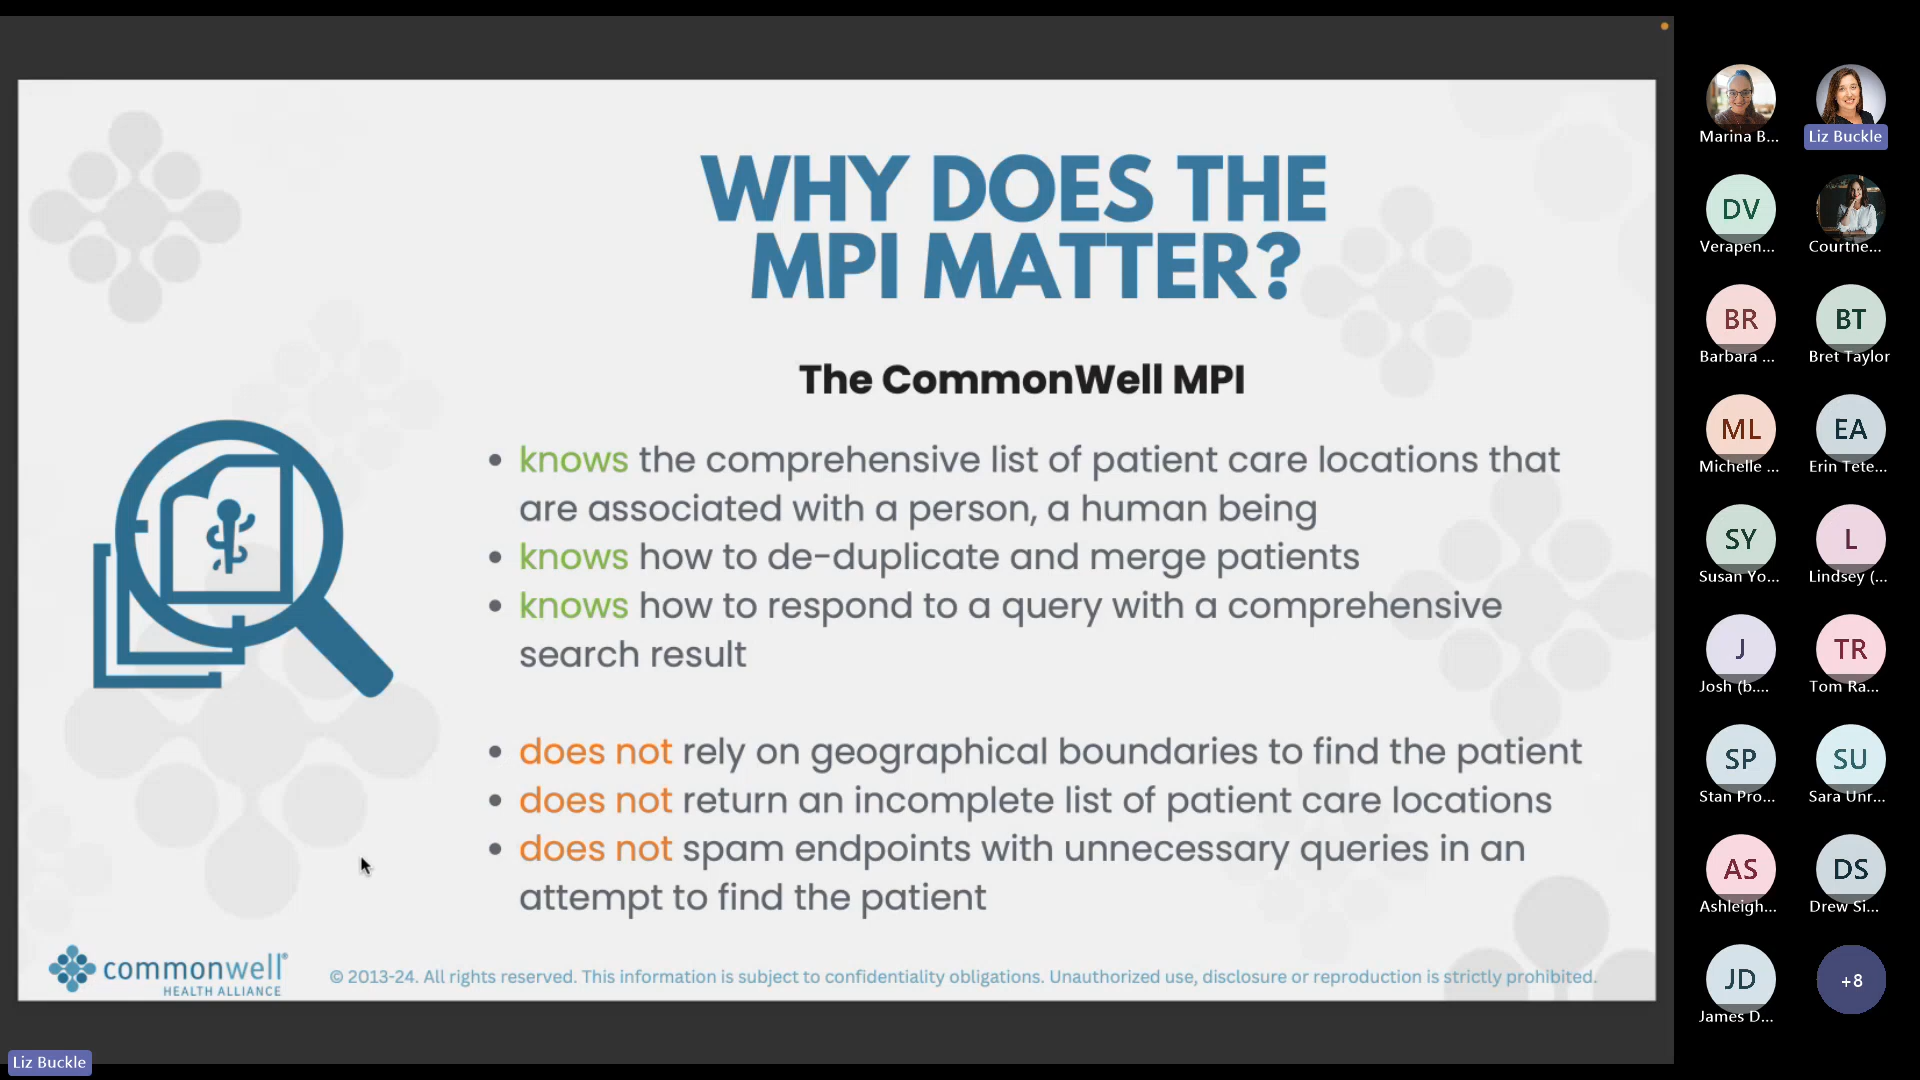 WHY DOES THE
MPI MATTER?
The CommonWell MPI
• knows the comprehensive list of patient care locations that
are associated with a person, a human being
• knows how to de-duplicate and merge patients
• knows how to respond to a query with a comprehensive
search result
• does not rely on geographical boundaries to find the patient
• does not return an incomplete list of patient care locations
• does not spam endpoints with unnecessary queries in an
attempt to find the patient
commonwell®
HEALTH ALLIANCE
© 2013-24. All rights reserved. This information is subject to confidentiality obligations. Unauthorized use, disclosure or reproduction is strictly prohibited.
Liz Buckle
Marina B...
Liz Buckle
DV
Verapen...
Courtne...
BR
Barbara ...
BT
Bret Taylor
ML
Michelle ...
EA
Erin Tete...
SY
Susan Yo...
L
Lindsey (...
J
Josh (b....
TR
Tom Ra...
SP
Stan Pro...
SU
Sara Unr...
AS
Ashleigh...
DS
Drew Si...
JD
James D...
+8